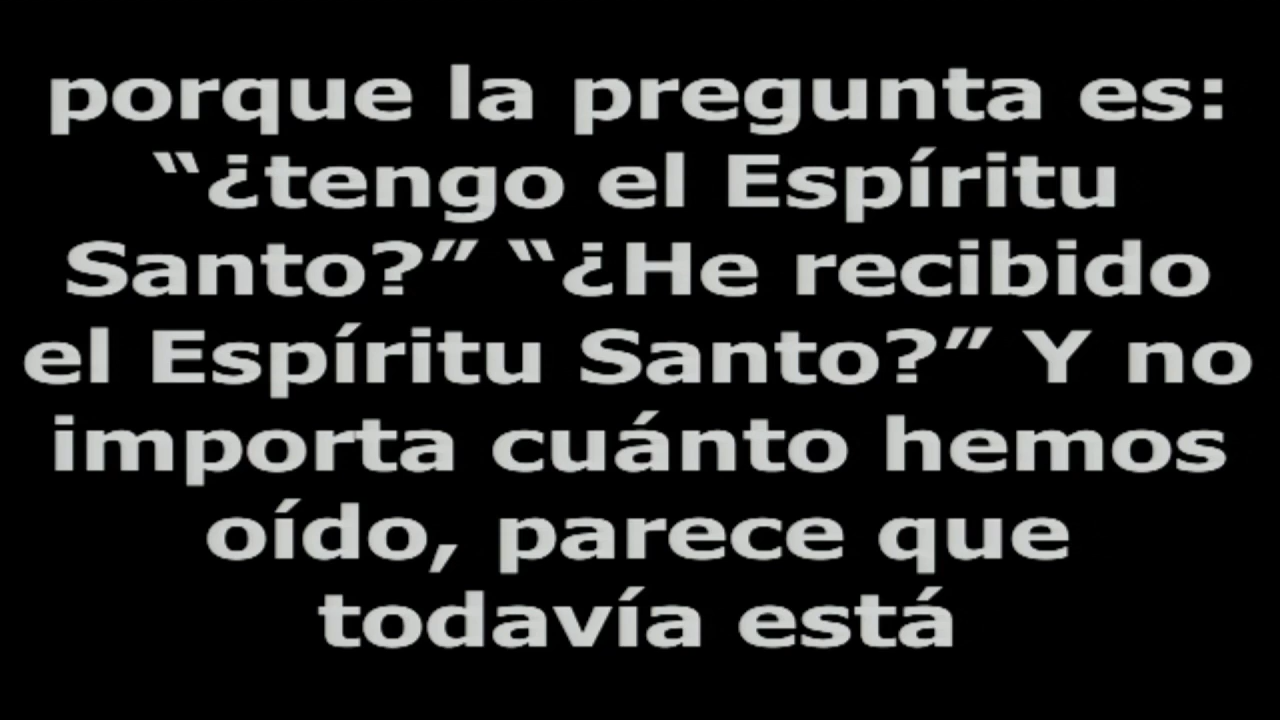 porque la pregunta es:
“¿tengo el Espíritu
Santo?” “¿He recibido
el Espíritu Santo?” Y no
importa cuánto hemos
oído, parece que
todavía está